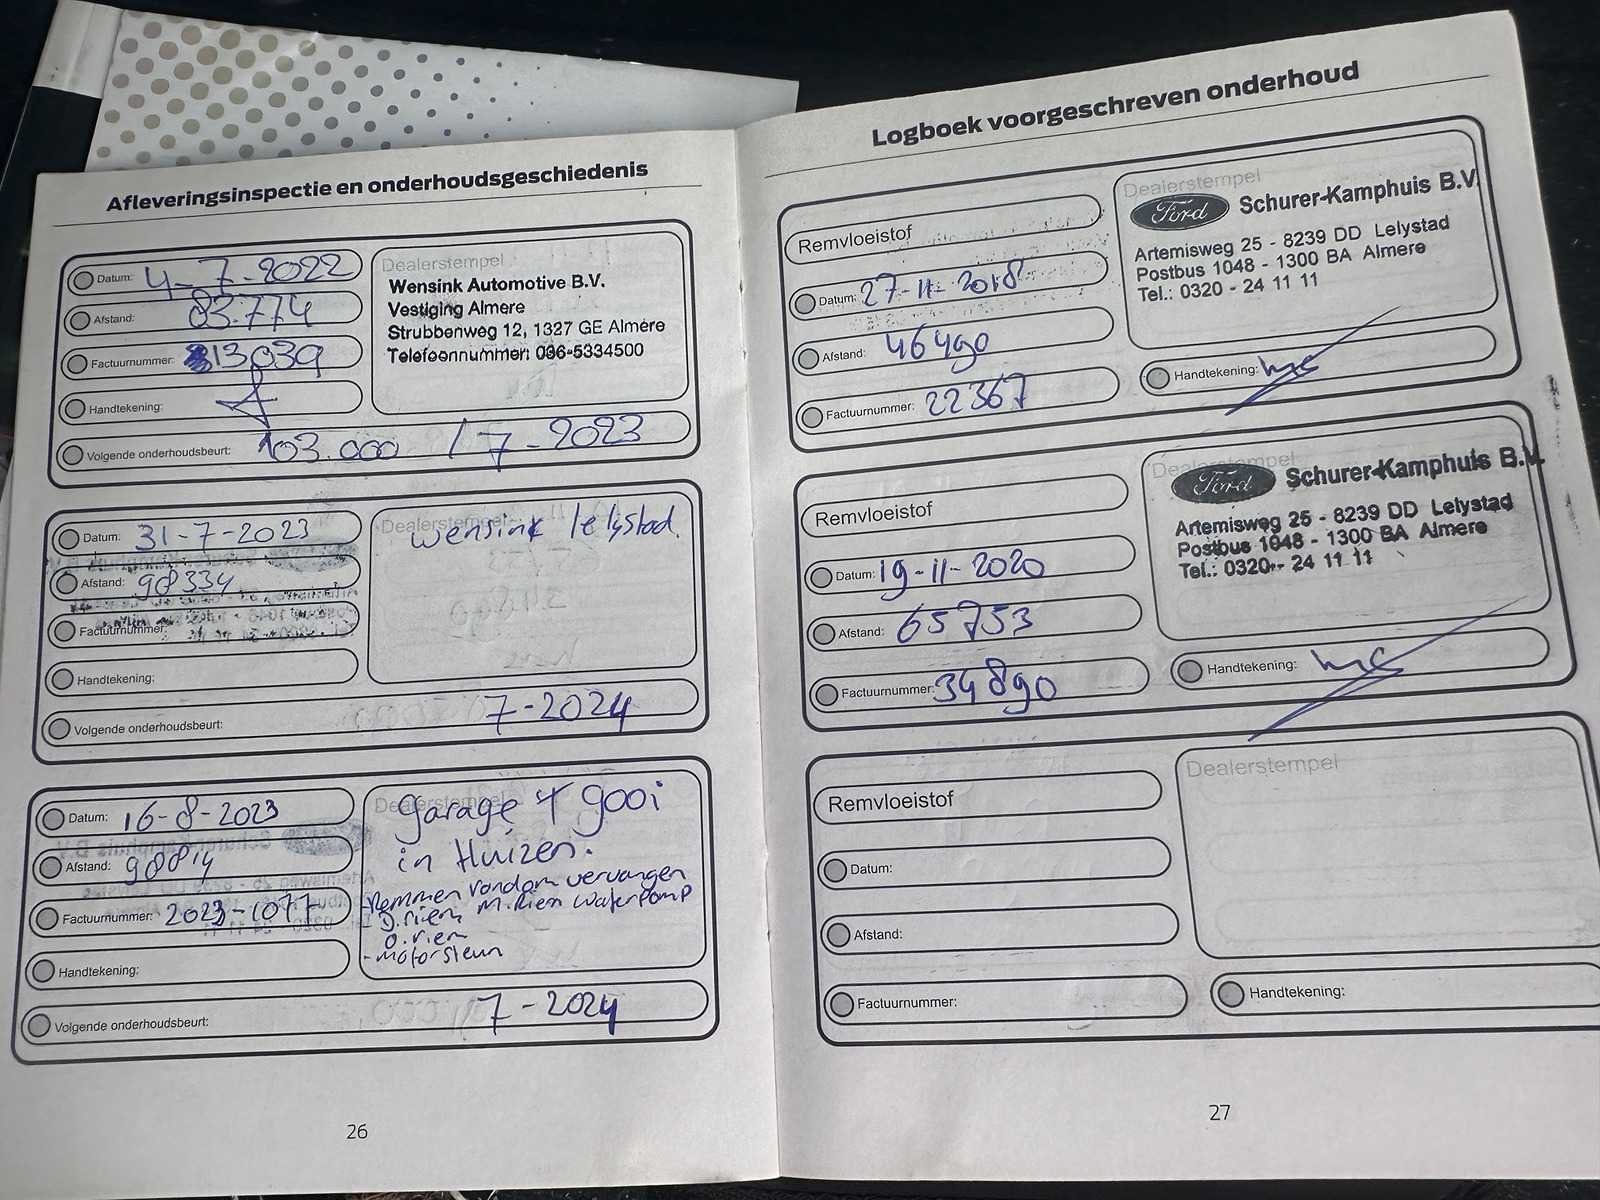 Afleveringsinspectie en onderhoudsgeschiedenis
Datum: 4-7-2022
Afstand: 83.774
Factuurnummer: 13039
Handtekening:
Volgende onderhoudsbeurt: 103.000 / 7-2023
Dealerstempel
Wensink Automotive B.V.
Vestiging Almere
Strubbenweg 12, 1327 GE Almere
Telefoonnummer: 036-5334500
Datum: 31-7-2023
Afstand: 98334
Factuurnummer:
Handtekening:
Volgende onderhoudsbeurt: 7-2024
Dealerstempel
Wensink lelystad.
Datum: 16-8-2023
Afstand: 98814
Factuurnummer: 2023-1077
Handtekening:
Volgende onderhoudsbeurt: 7-2024
Dealerstempel
Garage 't gooi
in Huizen.
-Remmen rondom vervangen
- D.riem M.Riem waterpomp
O.riem
- motorsteun
26
Logboek voorgeschreven onderhoud
Remvloeistof
Datum: 27-11-2018
Afstand: 46490
Factuurnummer: 22367
Dealerstempel
Ford Schurer-Kamphuis B.V.
Artemisweg 25 - 8239 DD Lelystad
Postbus 1048 - 1300 BA Almere
Tel.: 0320 - 24 11 11
Handtekening:
Remvloeistof
Datum: 19-11-2020
Afstand: 65753
Factuurnummer: 34890
Dealerstempel
Ford Schurer-Kamphuis B.V.
Artemisweg 25 - 8239 DD Lelystad
Postbus 1048 - 1300 BA Almere
Tel.: 0320 - 24 11 11
Handtekening:
Remvloeistof
Datum:
Afstand:
Factuurnummer:
Dealerstempel
Handtekening:
27